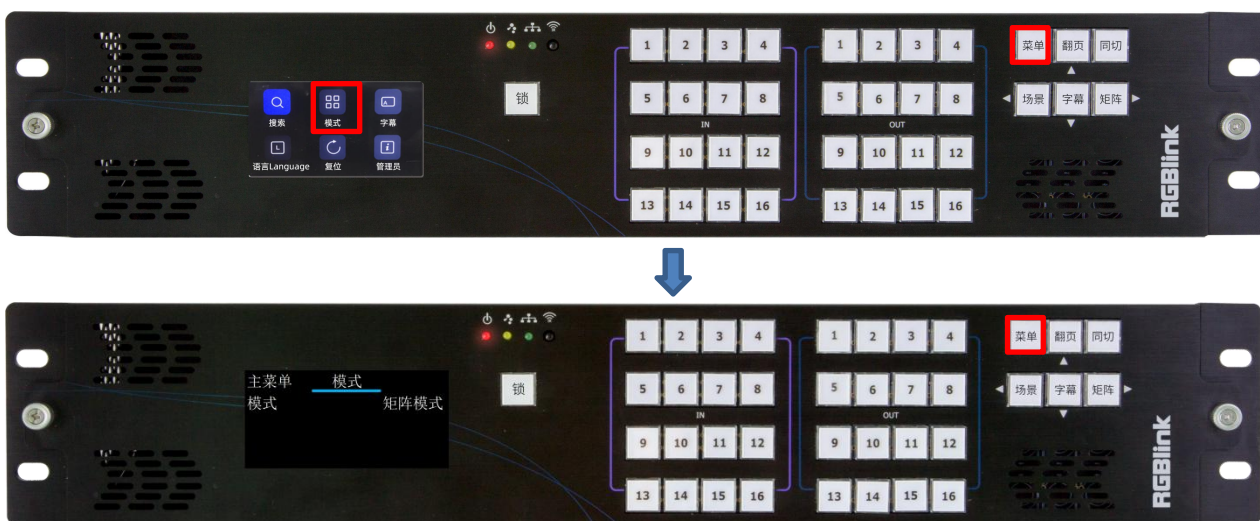 1 2 3 4 1 2 3 4 菜单 翻页 同切
搜索 模式 字幕
锁
5 6 7 8 5 6 7 8 场景 字幕 矩阵
IN OUT
语言Language 复位 管理员
9 10 11 12 9 10 11 12
13 14 15 16 13 14 15 16
RGBlink
1 2 3 4 1 2 3 4 菜单 翻页 同切
主菜单 模式
模式 矩阵模式
锁
5 6 7 8 5 6 7 8 场景 字幕 矩阵
IN OUT
9 10 11 12 9 10 11 12
13 14 15 16 13 14 15 16
RGBlink